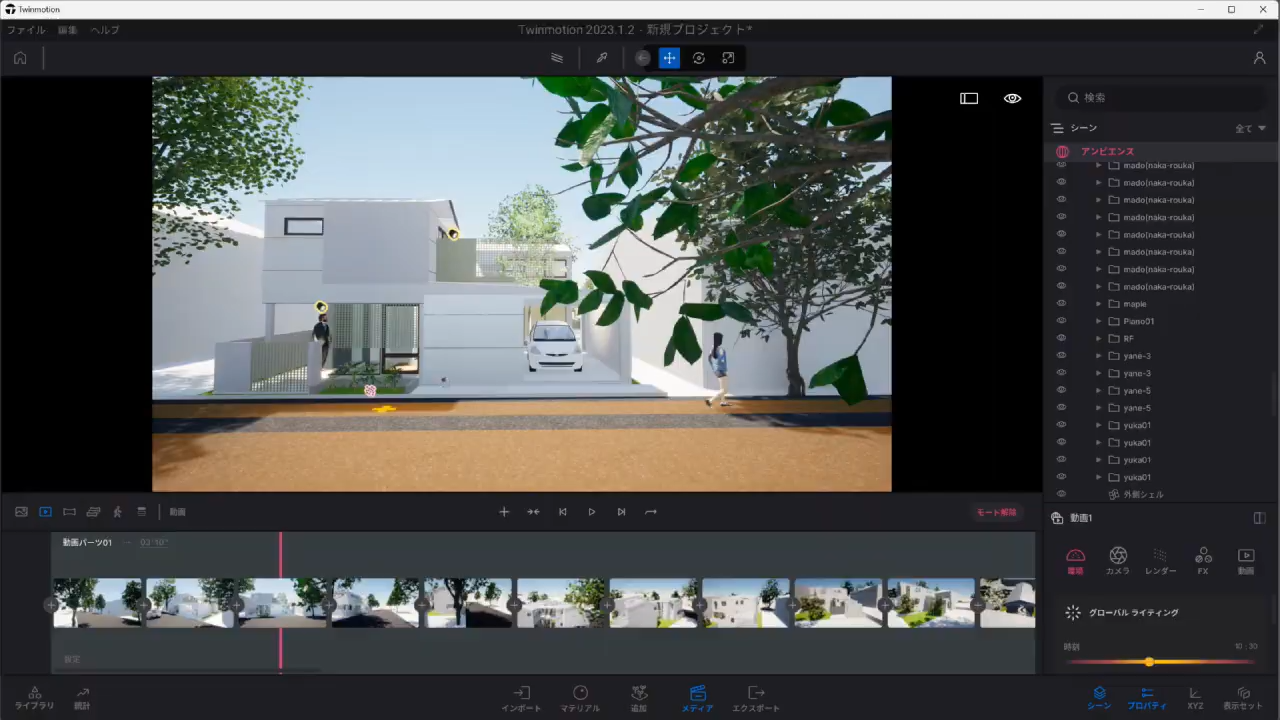 Twinmotion
ファイル 編集 ヘルプ
Twinmotion 2023.1.2 - 新規プロジェクト*
検索
シーン 全て
アンビエンス
mado(naka-rouka)
mado(naka-rouka)
mado(naka-rouka)
mado(naka-rouka)
mado(naka-rouka)
mado(naka-rouka)
mado(naka-rouka)
mado(naka-rouka)
maple
Piano01
RF
yane-3
yane-3
yane-5
yane-5
yuka01
yuka01
yuka01
yuka01
外側シェル
動画
モート解除
動画パーツ01 03'10"
設定
動画1
環境 カメラ レンダー FX 動画
グローバル ライティング
時刻 10:30
ライブラリ 統計 インポート マテリアル 追加 メディア エクスポート シーン プロパティ XYZ 表示セット